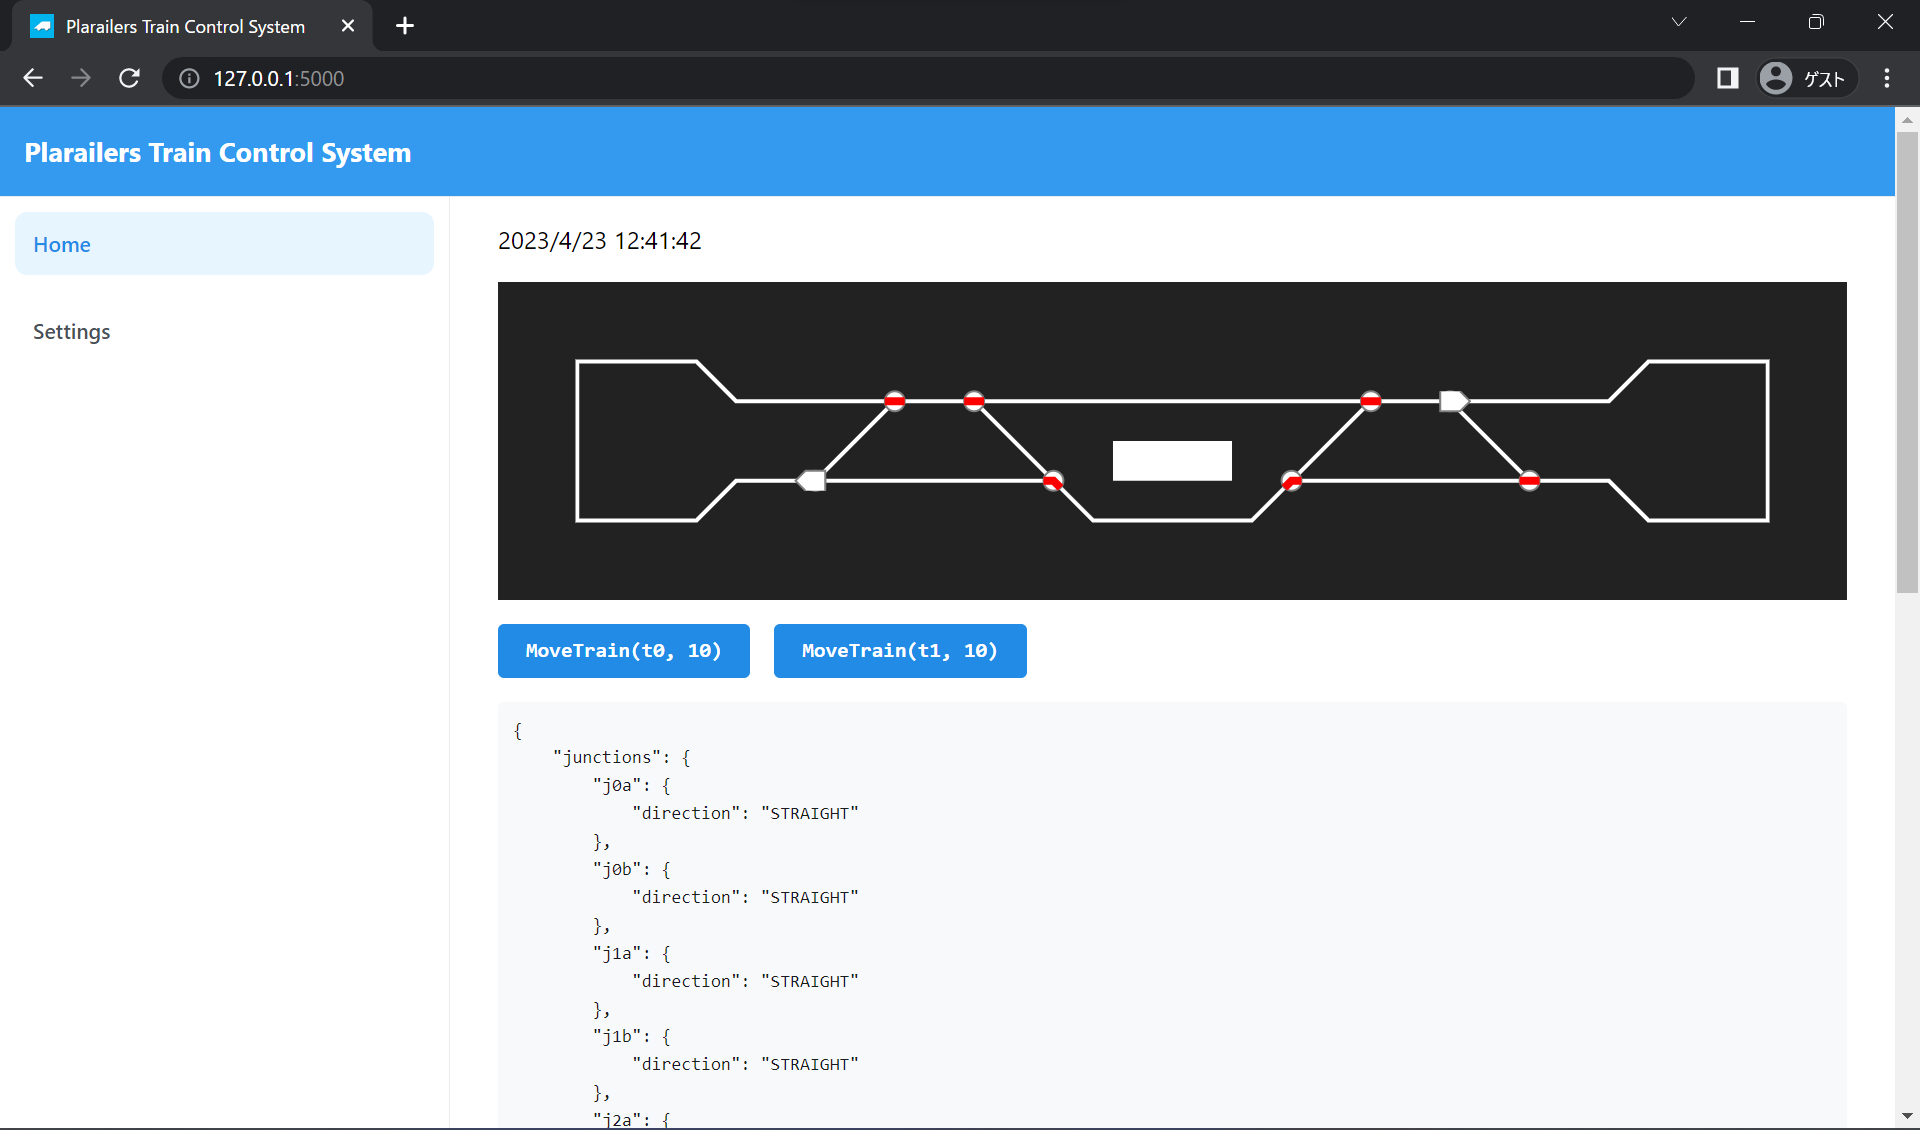 Plarailers Train Control System
127.0.0.1:5000
ゲスト
Plarailers Train Control System
Home
Settings
2023/4/23 12:41:42
MoveTrain(t0, 10)
MoveTrain(t1, 10)
{
    "junctions": {
        "j0a": {
            "direction": "STRAIGHT"
        },
        "j0b": {
            "direction": "STRAIGHT"
        },
        "j1a": {
            "direction": "STRAIGHT"
        },
        "j1b": {
            "direction": "STRAIGHT"
        },
        "j2a": {